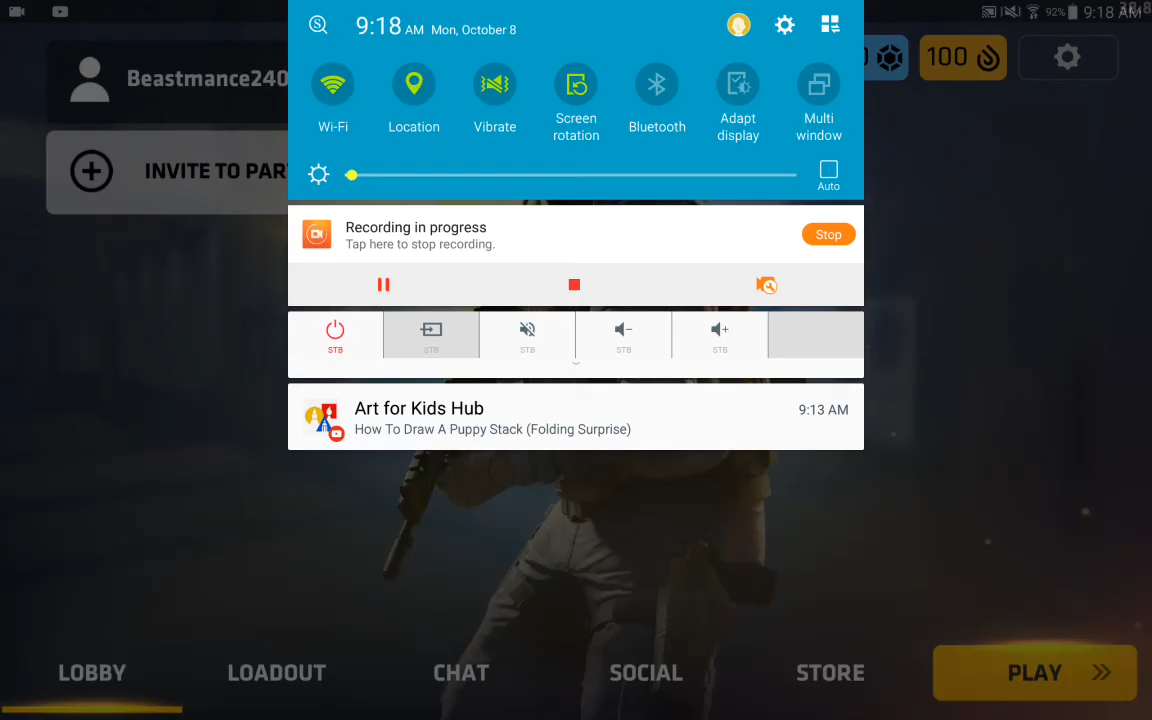 9:18 AM Mon, October 8
92% 9:18 AM
Beastmance240
100
INVITE TO PAR
Wi-Fi
Location
Vibrate
Screen
rotation
Bluetooth
Adapt
display
Multi
window
Auto
Recording in progress
Tap here to stop recording.
Stop
STB
STB
STB
STB
STB
Art for Kids Hub
9:13 AM
How To Draw A Puppy Stack (Folding Surprise)
LOBBY
LOADOUT
CHAT
SOCIAL
STORE
PLAY